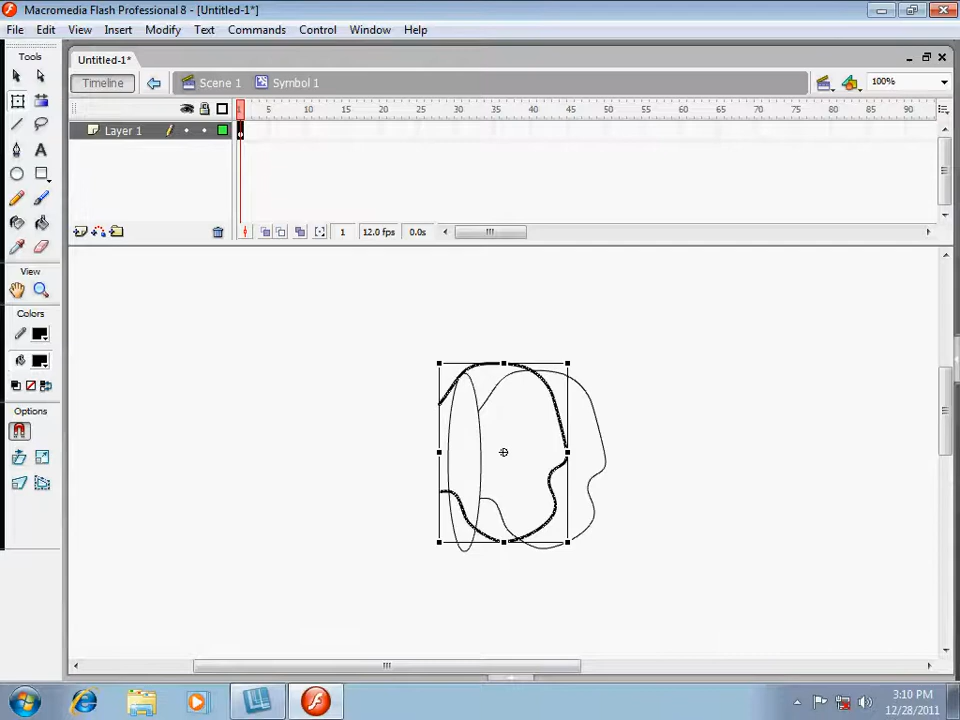 Macromedia Flash Professional 8 - [Untitled-1*]
File Edit View Insert Modify Text Commands Control Window Help
Tools
Untitled-1*
Timeline Scene 1 Symbol 1 100%
1 5 10 15 20 25 30 35 40 45 50 55 60 65 70 75 80 85 90
Layer 1
1 12.0 fps 0.0s
View
Colors
Options
3:10 PM
12/28/2011